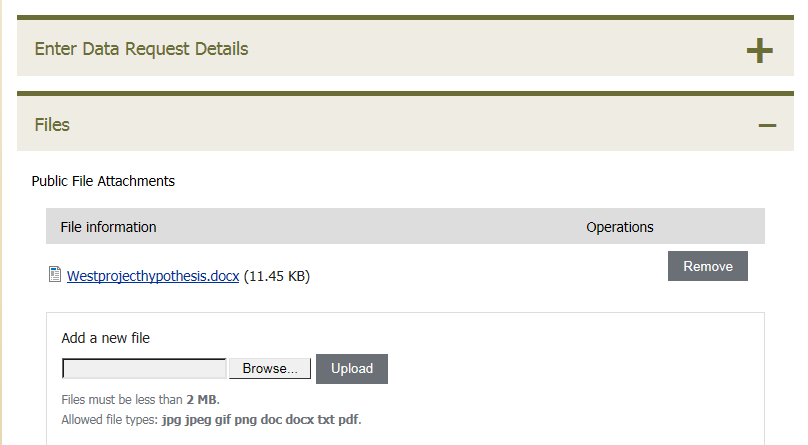 Enter Data Request Details
Files
Public File Attachments
File information Operations
Westprojecthypothesis.docx (11.45 KB) Remove
Add a new file
Browse... Upload
Files must be less than 2 MB.
Allowed file types: jpg jpeg gif png doc docx txt pdf.